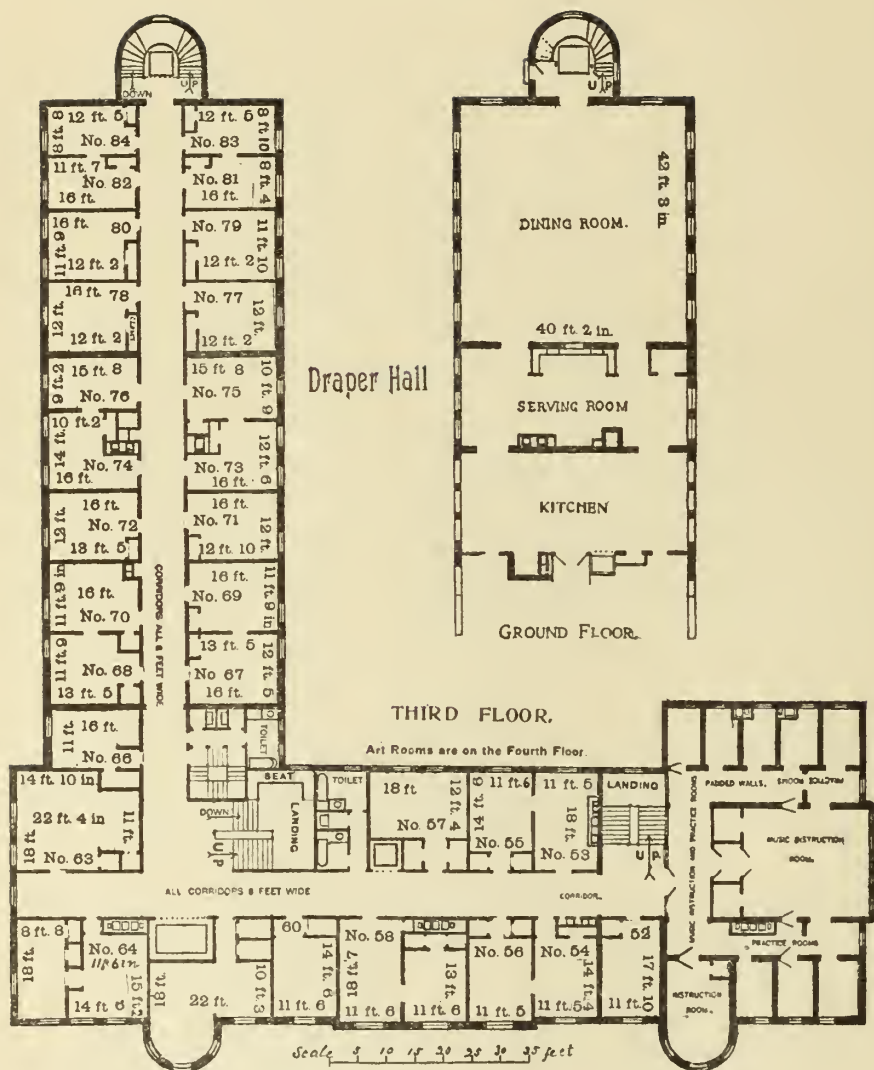 DOWN
UP
8 ft. 8
12 ft. 5
No. 84
12 ft. 5
8 ft 10
No. 83
11 ft. 7
No. 82
16 ft.
No. 81
16 ft.
8 ft. 4
16 ft.
80
11 ft. 9
12 ft. 2
No. 79
12 ft. 2
11 ft. 10
16 ft.
78
12 ft.
12 ft. 2
No. 77
12 ft. 2
12 ft.
15 ft. 8
9 ft. 2
No. 76
15 ft 8
No. 75
10 ft. 9
10 ft. 2
14 ft.
No. 74
16 ft.
No. 73
16 ft.
12 ft. 6
16 ft.
12 ft.
No. 72
13 ft. 5
16 ft.
No. 71
12 ft. 10
12 ft.
16 ft.
11 ft. 9 in
No. 70
16 ft.
No. 69
11 ft. 9 in
11 ft. 9
No. 68
13 ft. 5
13 ft. 5
No. 67
16 ft.
12 ft. 5
CORRIDORS ALL 8 FEET WIDE
16 ft.
11 ft.
No. 66
TOILET
UP
DINING ROOM.
42 ft. 8 in.
40 ft. 2 in.
Draper Hall
SERVING ROOM
KITCHEN
GROUND FLOOR.
THIRD FLOOR.
Art Rooms are on the Fourth Floor.
14 ft. 10 in
22 ft. 4 in
11 ft.
18 ft.
No. 63
SEAT
LANDING
DOWN
UP
TOILET
18 ft.
12 ft. 4
No. 57
11 ft. 6
14 ft. 8
No. 55
11 ft. 5
18 ft.
No. 53
LANDING
UP
MUSIC INSTRUCTION AND PRACTICE ROOMS
PADDED WALLS.
PRACTICE ROOMS
MUSIC INSTRUCTION
ROOM.
PRACTICE ROOMS
INSTRUCTION
ROOM.
ALL CORRIDORS 8 FEET WIDE
CORRIDOR.
8 ft. 8
18 ft.
No. 64
11 ft 6 in
15 ft. 2
14 ft 6
18 ft.
22 ft.
10 ft. 3
60
14 ft. 6
11 ft. 6
No. 58
18 ft. 7
11 ft. 6
13 ft.
11 ft. 6
No. 56
11 ft. 5
No. 54
14 ft. 4
11 ft. 5
52
17 ft. 10
11 ft.
Scale 5 10 15 20 25 30 35 feet